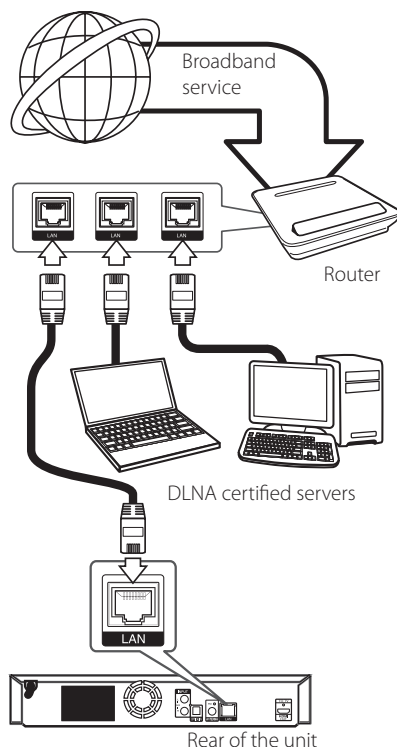 Broadband
service
LAN
LAN
LAN
Router
DLNA certified servers
LAN
Rear of the unit